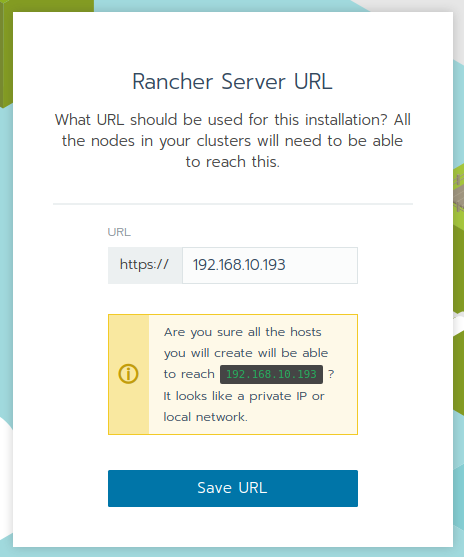 Rancher Server URL
What URL should be used for this installation? All
the nodes in your clusters will need to be able
to reach this.
URL
https:// 192.168.10.193
Are you sure all the hosts
you will create will be able
to reach 192.168.10.193 ?
It looks like a private IP or
local network.
Save URL